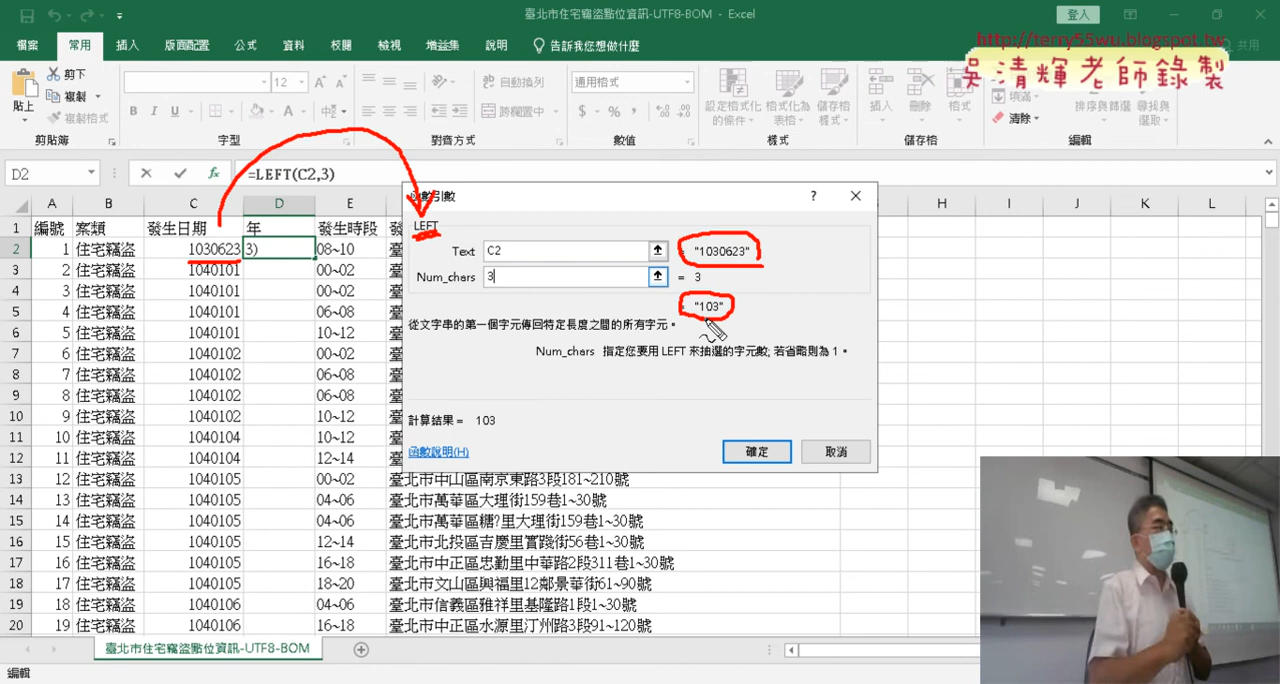 臺北市住宅竊盜點位資訊-UTF8-BOM - Excel
登入
檔案 常用 插入 版面配置 公式 資料 校閱 檢視 增益集 說明 告訴我您想做什麼 共用
http://terry55wu.blogspot.tw
吳清輝老師錄製
貼上 剪下 複製 複製格式
12
B I U
自動換列
跨欄置中
通用格式
設定格式化的條件 格式化為表格 儲存格樣式
插入 刪除 格式
填滿 清除
排序與篩選 尋找與選取
剪貼簿 字型 對齊方式 數值 樣式 儲存格 編輯
D2 =LEFT(C2,3)
A B C D E H I J K L
1 編號 案類 發生日期 年 發生時段
2 1 住宅竊盜 1030623 3) 08~10
3 2 住宅竊盜 1040101 00~02
4 3 住宅竊盜 1040101 06~08
5 4 住宅竊盜 1040101 06~08
6 5 住宅竊盜 1040101 10~12
7 6 住宅竊盜 1040102 00~02
8 7 住宅竊盜 1040102 06~08
9 8 住宅竊盜 1040102 06~08
10 9 住宅竊盜 1040102 10~12
11 10 住宅竊盜 1040104 10~12
12 11 住宅竊盜 1040104 12~14
13 12 住宅竊盜 1040105 00~02 臺北市中山區南京東路3段181~210號
14 13 住宅竊盜 1040105 04~06 臺北市萬華區大理街159巷1~30號
15 14 住宅竊盜 1040105 04~06 臺北市萬華區糖?里大理街159巷1~30號
16 15 住宅竊盜 1040105 12~14 臺北市北投區吉慶里實踐街56巷1~30號
17 16 住宅竊盜 1040105 16~18 臺北市中正區忠勤里中華路2段311巷1~30號
18 17 住宅竊盜 1040105 18~20 臺北市文山區興福里12鄰景華街61~90號
19 18 住宅竊盜 1040106 04~06 臺北市信義區雅祥里基隆路1段1~30號
20 19 住宅竊盜 1040106 16~18 臺北市中正區水源里汀州路3段91~120號
函數引數 ? ×
LEFT
Text C2 = "1030623"
Num_chars 3 = 3
= "103"
從文字串的第一個字元傳回特定長度之間的所有字元。
Num_chars 指定您要用 LEFT 來抽選的字元數; 若省略則為 1。
計算結果 = 103
函數說明(H)
確定 取消
臺北市住宅竊盜點位資訊-UTF8-BOM
編輯